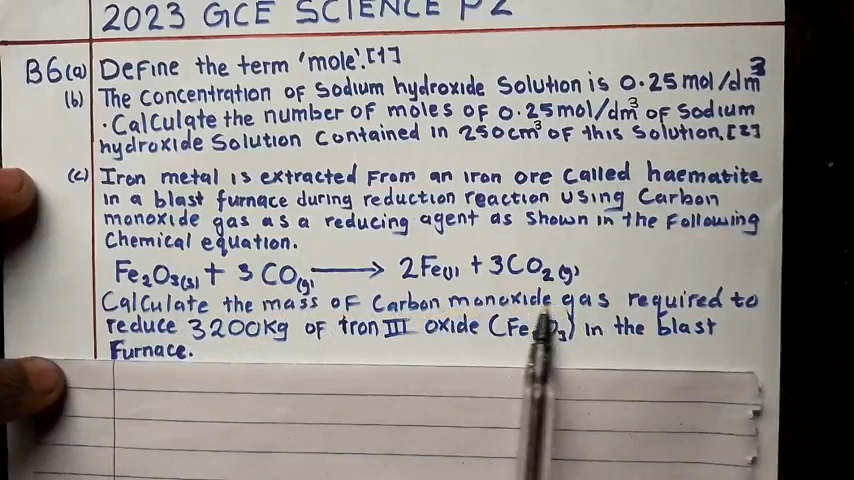 2023 GCE SCIENCE P2
B6(a) Define the term 'mole'.[1]
(b) The concentration of Sodium hydroxide Solution is 0.25 mol/dm³
. Calculate the number of moles of 0.25mol/dm³ of Sodium
hydroxide Solution Contained in 250cm³ of this Solution.[2]
(c) Iron metal is extracted From an iron ore Called haematite
in a blast furnace during reduction reaction Using Carbon
monoxide gas as a reducing agent as Shown in the Following
Chemical equation.
Fe₂O₃(s) + 3 CO(g) ⟶ 2Fe(l) + 3CO₂(g)
Calculate the mass of Carbon monoxide gas required to
reduce 3200Kg of iron III oxide (Fe₂O₃) in the blast
Furnace.